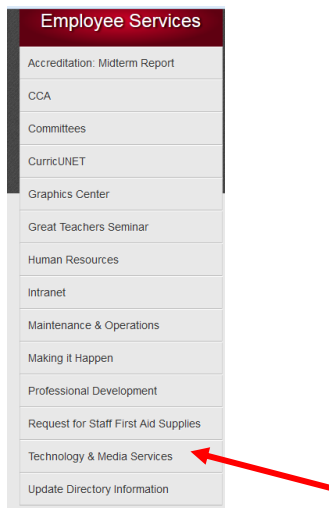 Employee Services
Accreditation: Midterm Report
CCA
Committees
CurricUNET
Graphics Center
Great Teachers Seminar
Human Resources
Intranet
Maintenance & Operations
Making it Happen
Professional Development
Request for Staff First Aid Supplies
Technology & Media Services
Update Directory Information